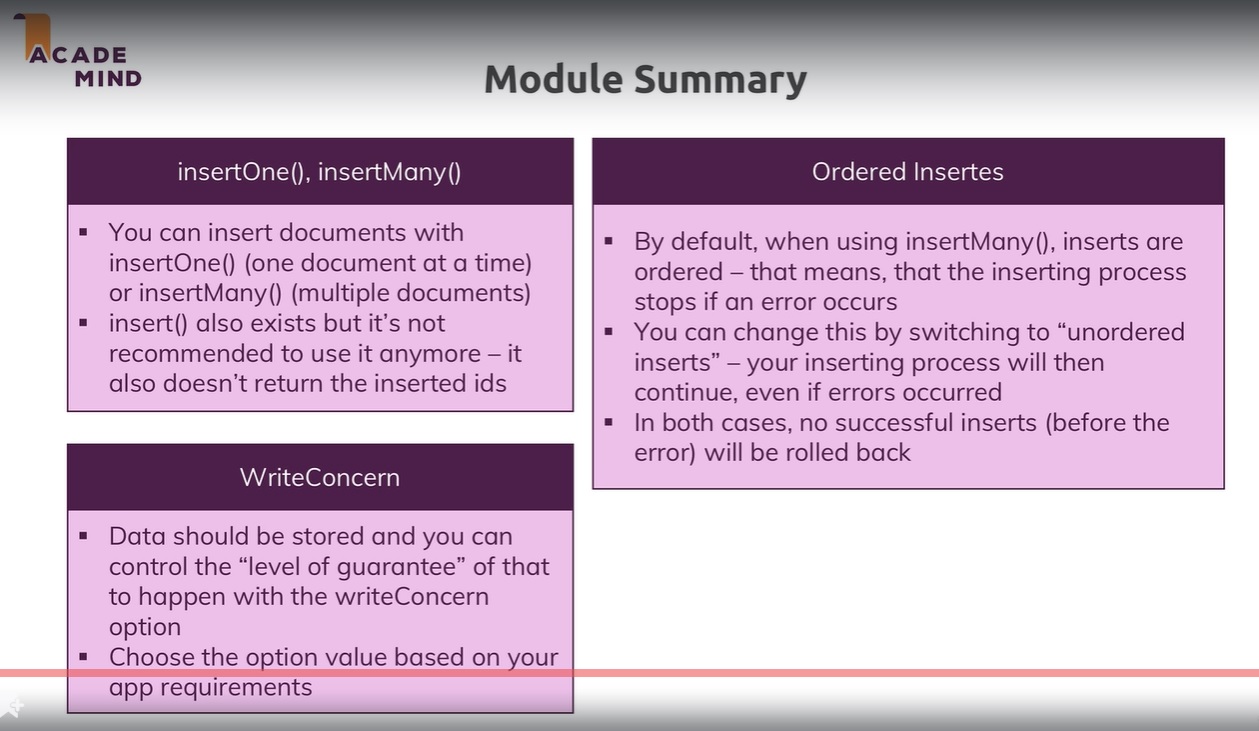 ACADE
MIND
Module Summary
insertOne(), insertMany()
▪ You can insert documents with
insertOne() (one document at a time)
or insertMany() (multiple documents)
▪ insert() also exists but it’s not
recommended to use it anymore – it
also doesn’t return the inserted ids
WriteConcern
▪ Data should be stored and you can
control the “level of guarantee” of that
to happen with the writeConcern
option
▪ Choose the option value based on your
app requirements
Ordered Insertes
▪ By default, when using insertMany(), inserts are
ordered – that means, that the inserting process
stops if an error occurs
▪ You can change this by switching to “unordered
inserts” – your inserting process will then
continue, even if errors occurred
▪ In both cases, no successful inserts (before the
error) will be rolled back